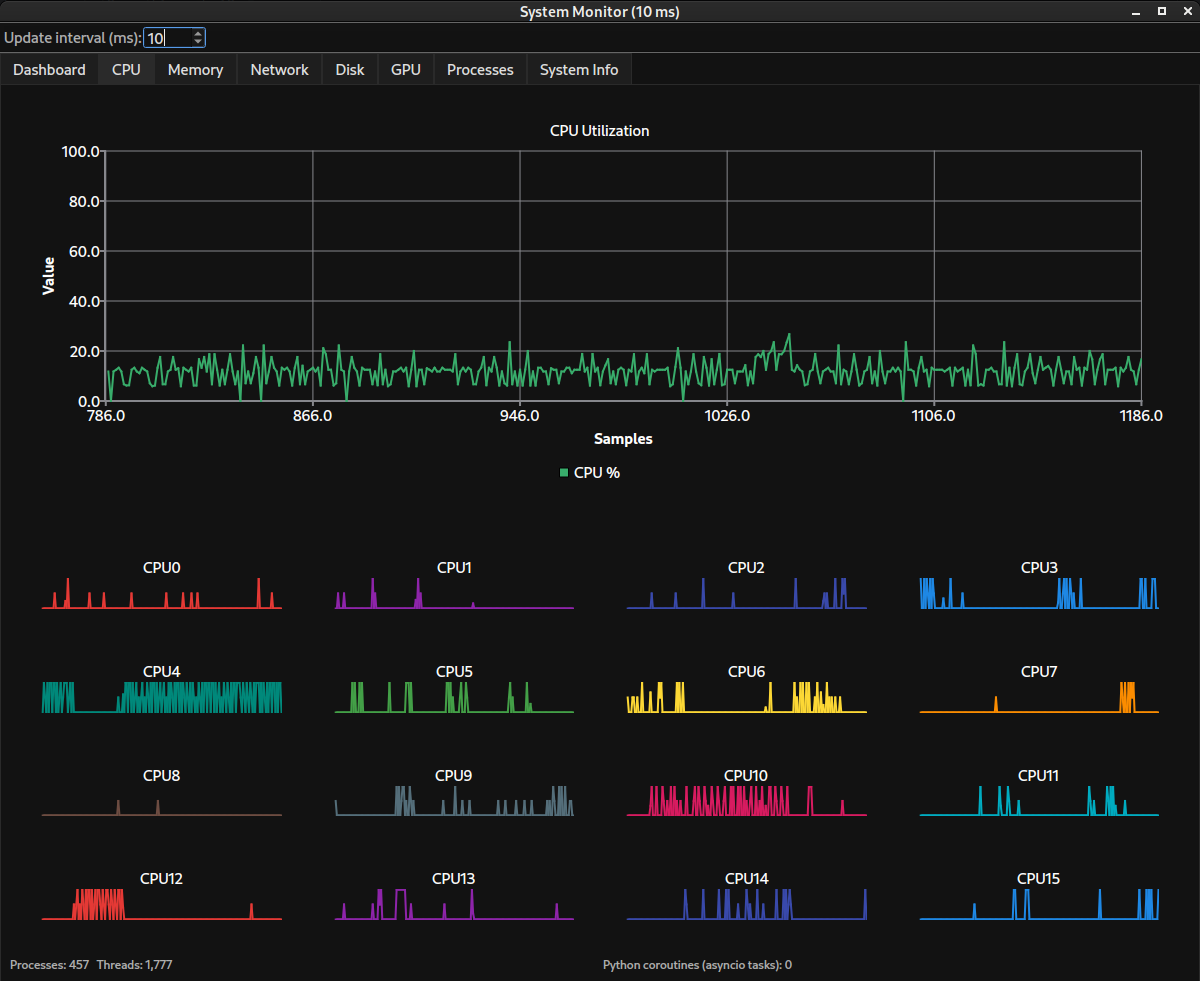 System Monitor (10 ms)
Update interval (ms): 10
Dashboard CPU Memory Network Disk GPU Processes System Info
CPU Utilization
100.0
80.0
60.0
40.0
20.0
0.0
Value
786.0 866.0 946.0 1026.0 1106.0 1186.0
Samples
CPU %
CPU0 CPU1 CPU2 CPU3
CPU4 CPU5 CPU6 CPU7
CPU8 CPU9 CPU10 CPU11
CPU12 CPU13 CPU14 CPU15
Processes: 457 Threads: 1,777 Python coroutines (asyncio tasks): 0